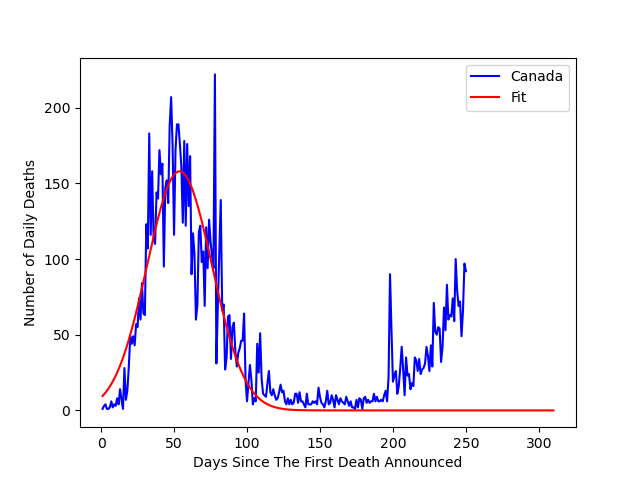 Canada
Fit
Number of Daily Deaths
200
150
100
50
0
0 50 100 150 200 250 300
Days Since The First Death Announced